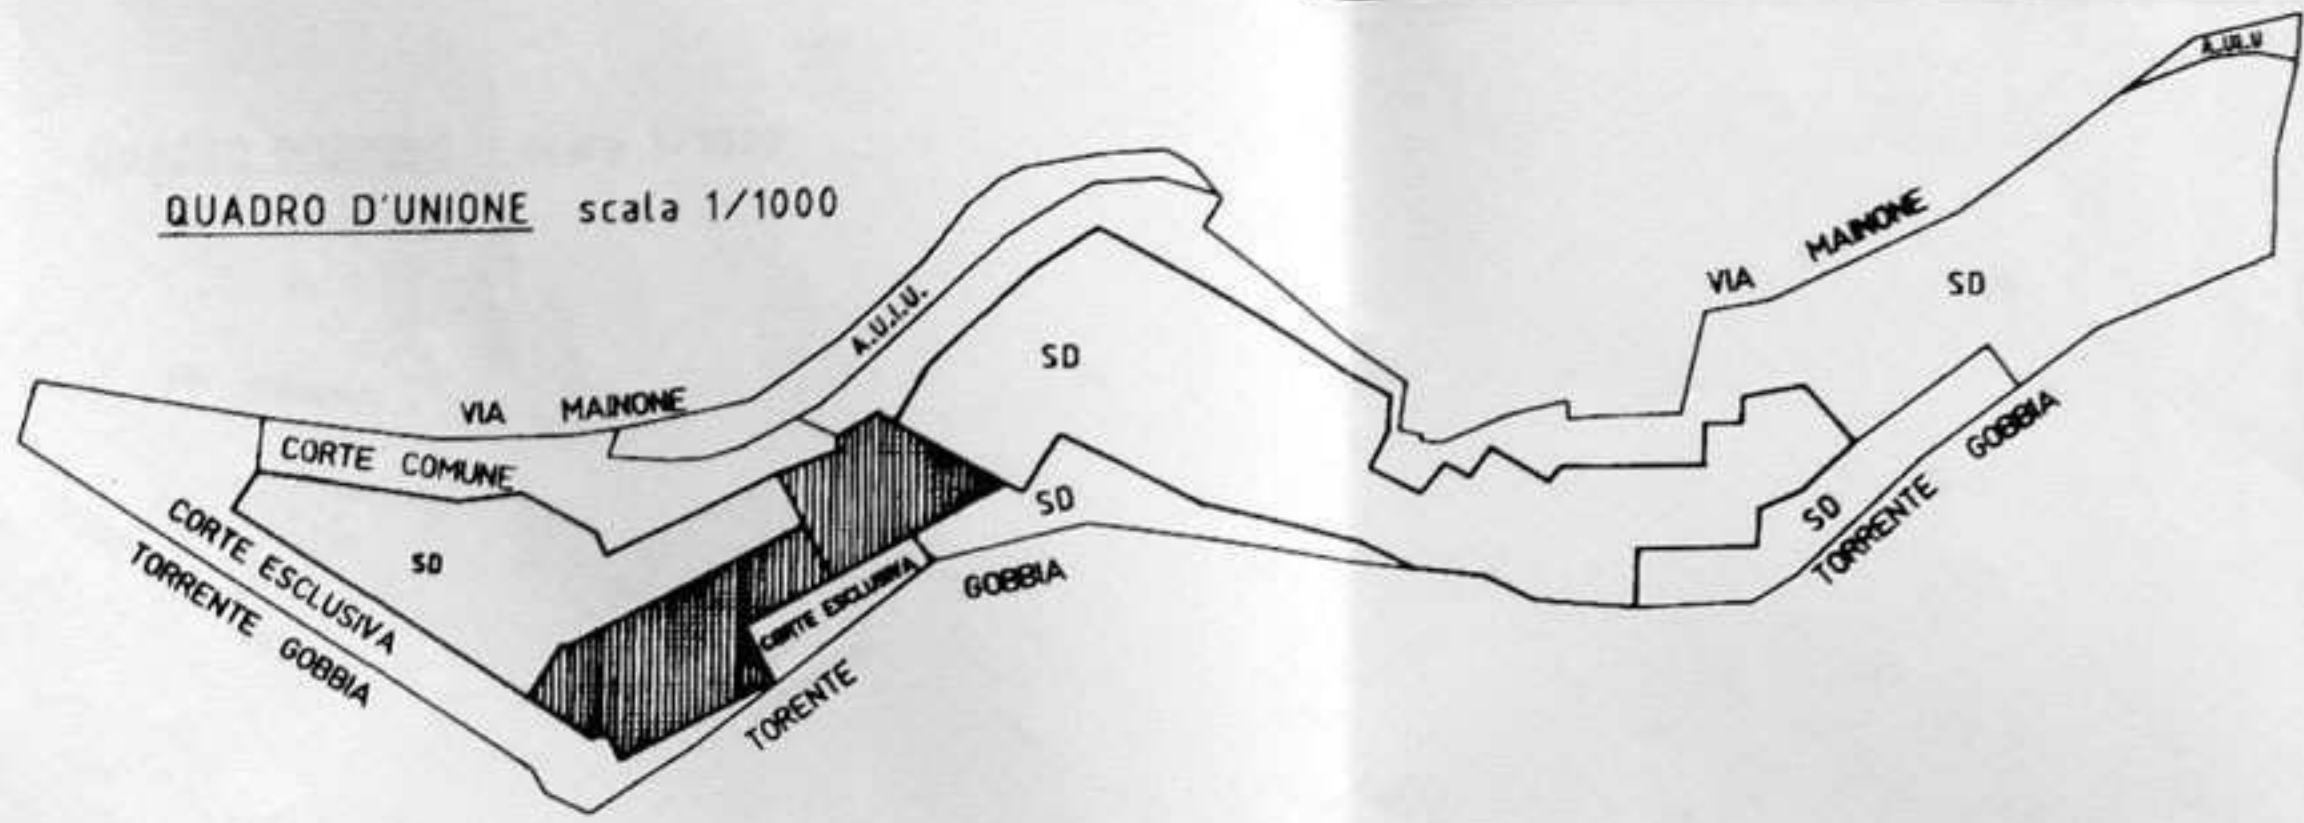 A.UI.U
QUADRO D'UNIONE scala 1/1000
VIA MAINONE
A.U.I.U.
SD
SD
VIA MAINONE
CORTE COMUNE
SD
SD
SD
CORTE ESCLUSIVA
TORRENTE GOBBIA
CORTE ESCLUSIVA
TORENTE GOBBIA
TORRENTE GOBBIA